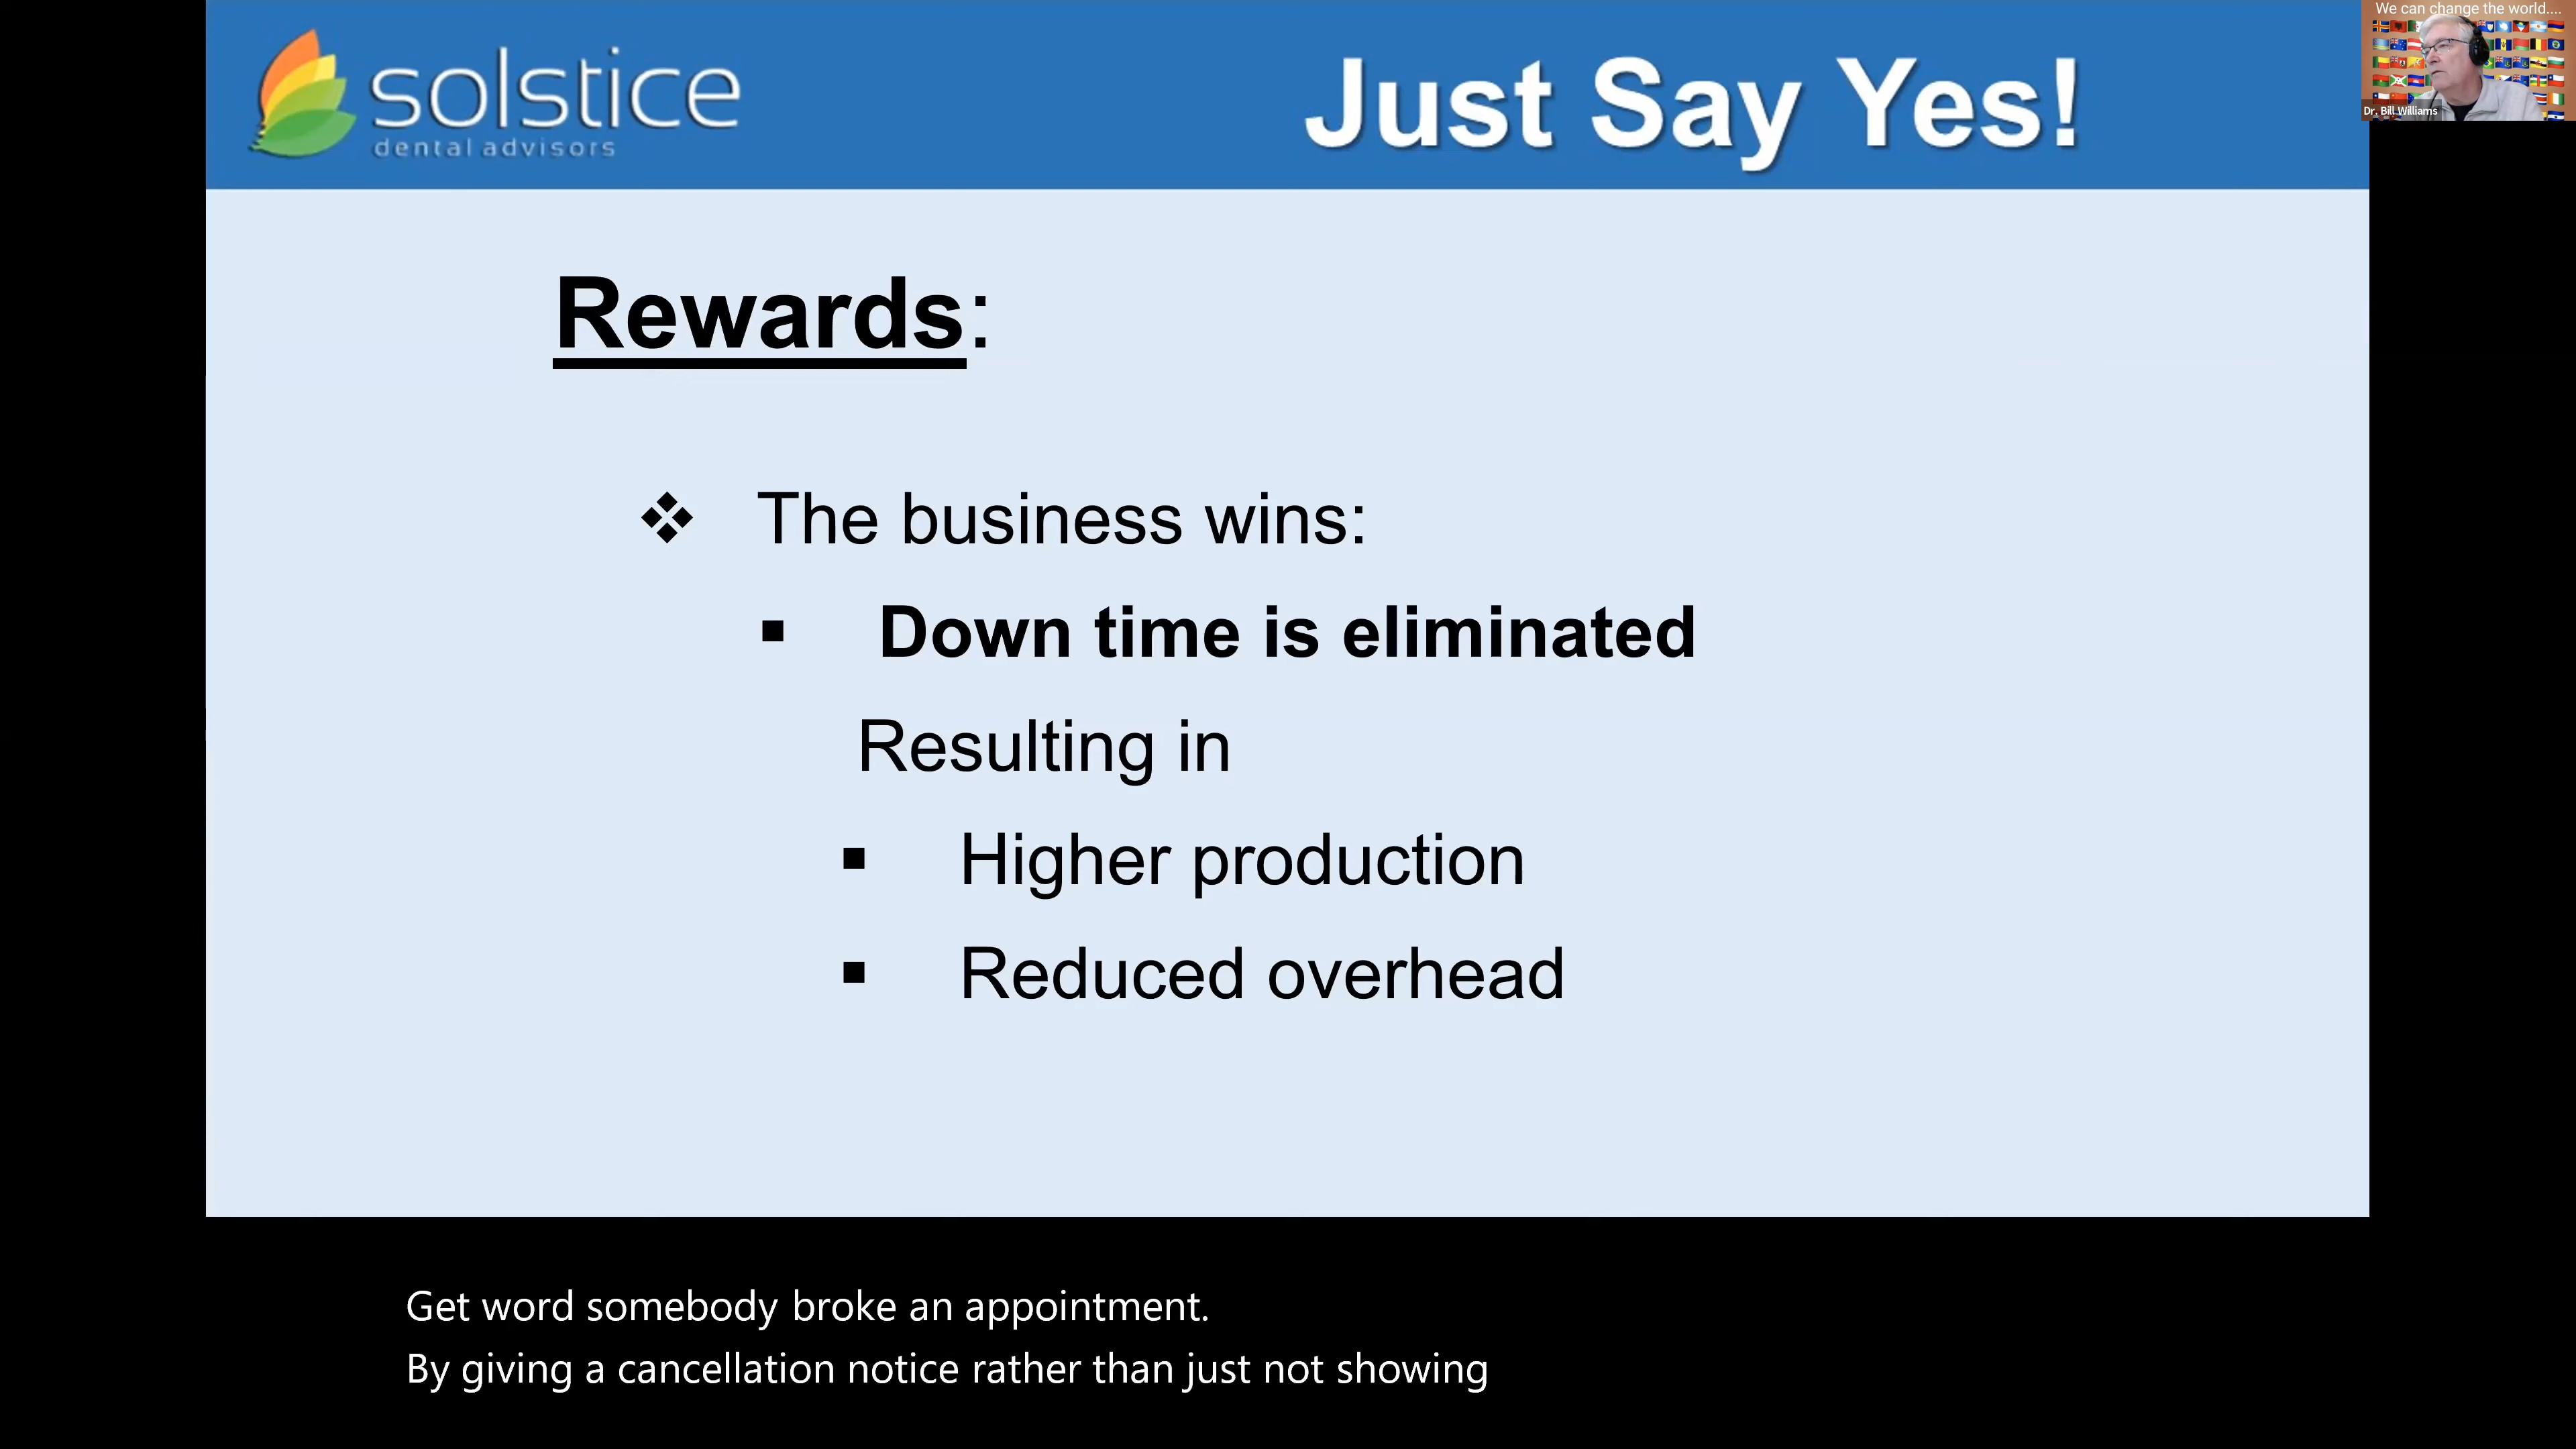 solstice
dental advisors
Just Say Yes!
We can change the world....
Dr. Bill Williams
Rewards:
❖ The business wins:
▪ Down time is eliminated
Resulting in
▪ Higher production
▪ Reduced overhead
Get word somebody broke an appointment.
By giving a cancellation notice rather than just not showing